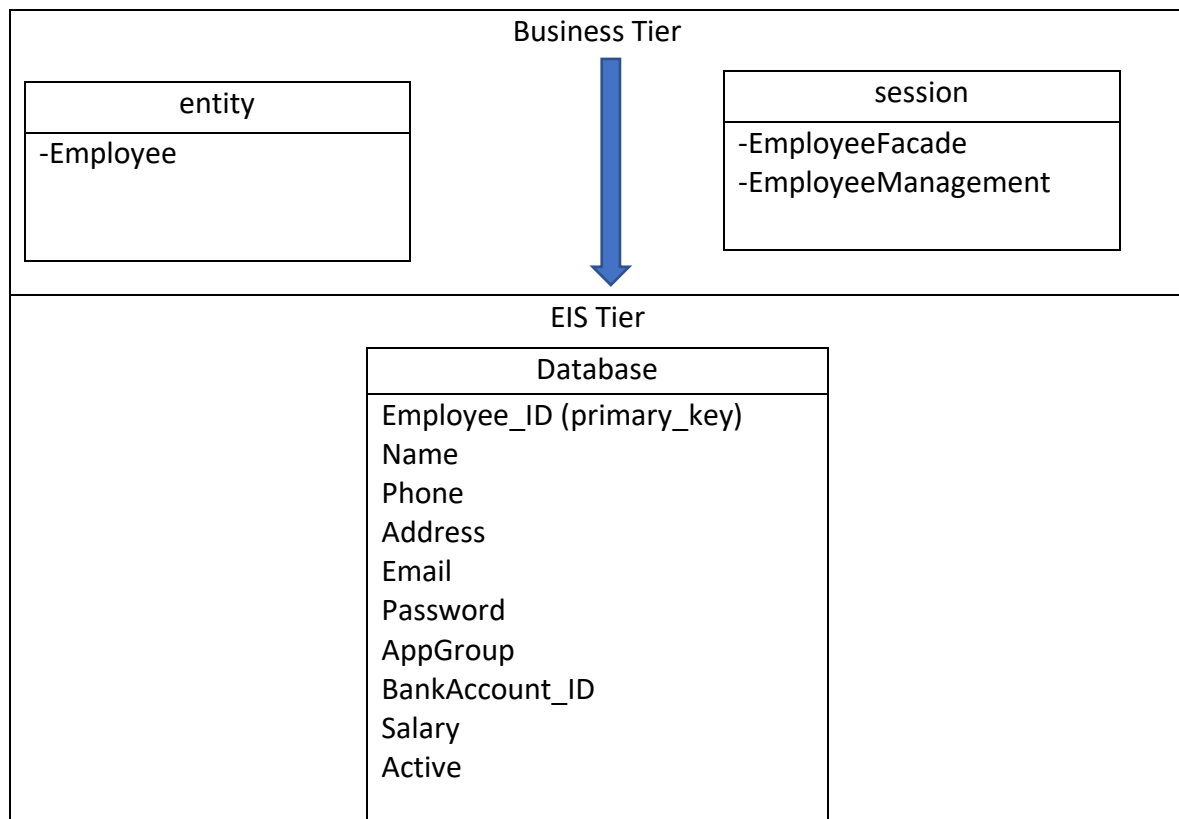 Business Tier
entity
-Employee
session
-EmployeeFacade
-EmployeeManagement
EIS Tier
Database
Employee_ID (primary_key)
Name
Phone
Address
Email
Password
AppGroup
BankAccount_ID
Salary
Active